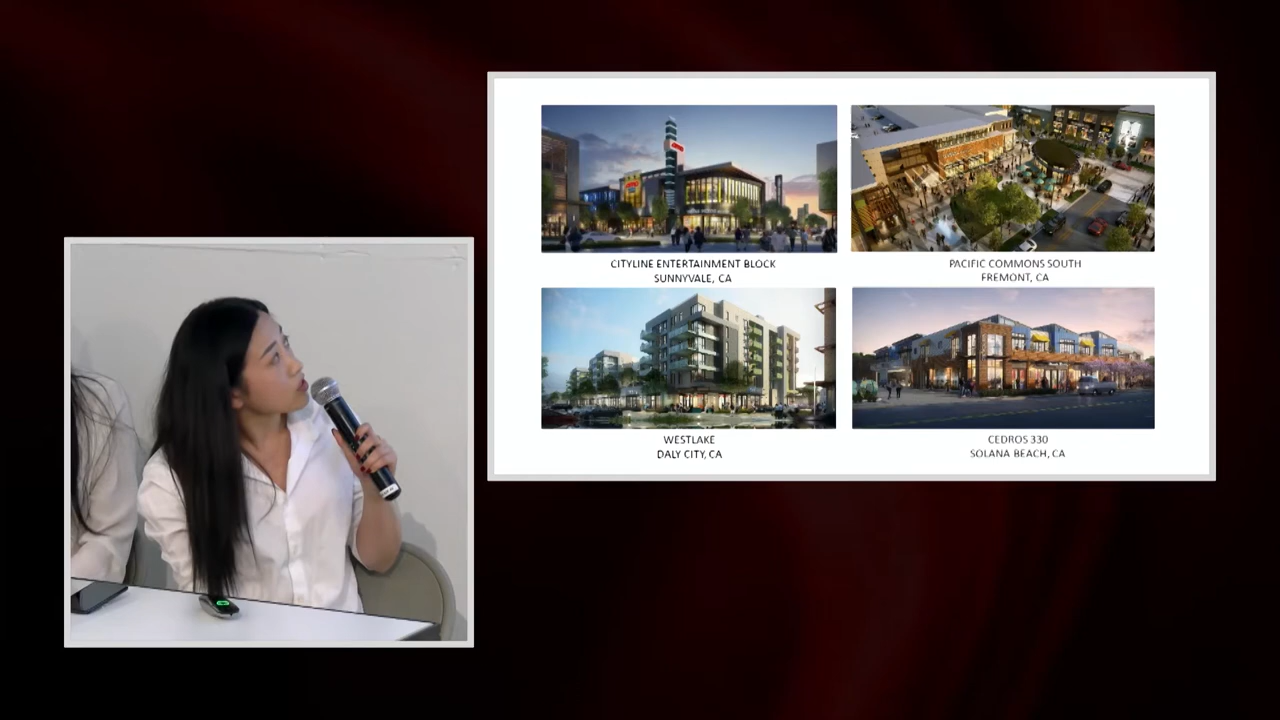 CITYLINE ENTERTAINMENT BLOCK
SUNNYVALE, CA
PACIFIC COMMONS SOUTH
FREMONT, CA
WESTLAKE
DALY CITY, CA
CEDROS 330
SOLANA BEACH, CA